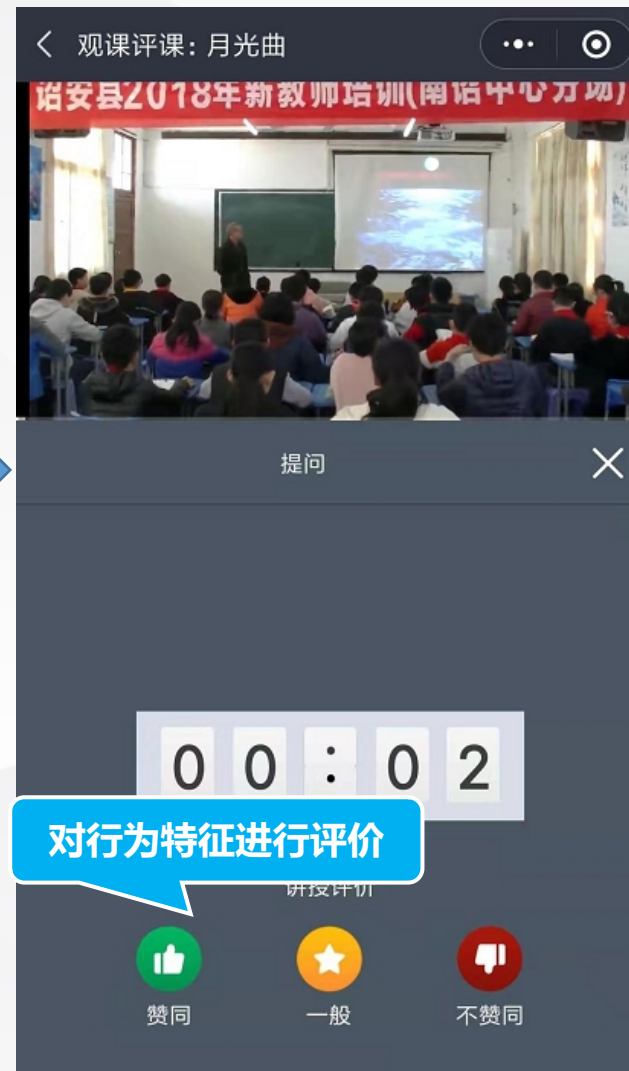 观课评课：月光曲
诏安县2018年新教师培训(南诏中心分场)
提问
00:02
对行为特征进行评价
讲授评价
赞同
一般
不赞同